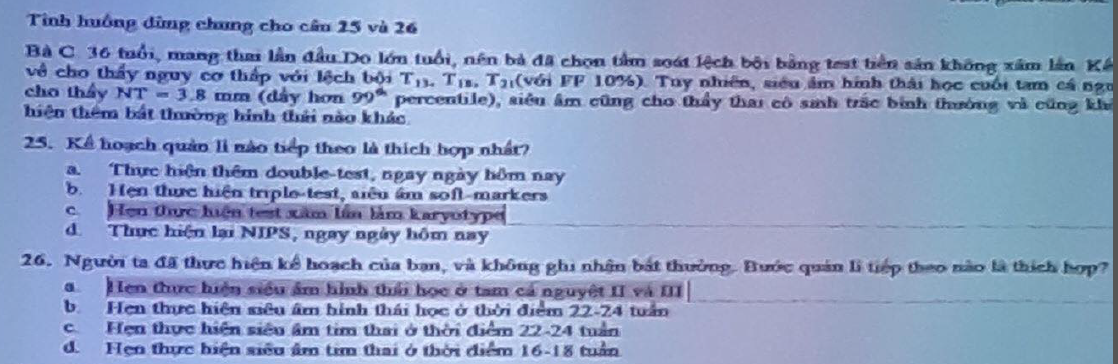 Tình huống dùng chung cho câu 25 và 26
Bà C 36 tuổi, mang thai lần đầu.Do lớn tuổi, nên bà đã chọn tầm soát lệch bội bằng test tiền sản không xâm lấn. Kế
về cho thấy nguy cơ thấp với lệch bội T13, T18, T21(với FF 10%). Tuy nhiên, siêu âm hình thái học cuối tam cá ngu
cho thấy NT = 3.8 mm (dầy hơn 99th percentile), siêu âm cũng cho thấy thai có sinh trắc bình thường và cũng kh
hiện thêm bất thường hình thái nào khác.
25. Kế hoạch quản lí nào tiếp theo là thích hợp nhất?
a. Thực hiện thêm double-test, ngay ngày hôm nay
b. Hẹn thực hiện triple-test, siêu âm soft-markers
c. Hẹn thực hiện test xâm lấn làm karyotype
d. Thực hiện lại NIPS, ngay ngày hôm nay
26. Người ta đã thực hiện kế hoạch của bạn, và không ghi nhận bất thường. Bước quản lí tiếp theo nào là thích hợp?
a. Hẹn thực hiện siêu âm hình thái học ở tam cá nguyệt II và III
b. Hẹn thực hiện siêu âm hình thái học ở thời điểm 22-24 tuần
c. Hẹn thực hiện siêu âm tim thai ở thời điểm 22-24 tuần
d. Hẹn thực hiện siêu âm tim thai ở thời điểm 16-18 tuần